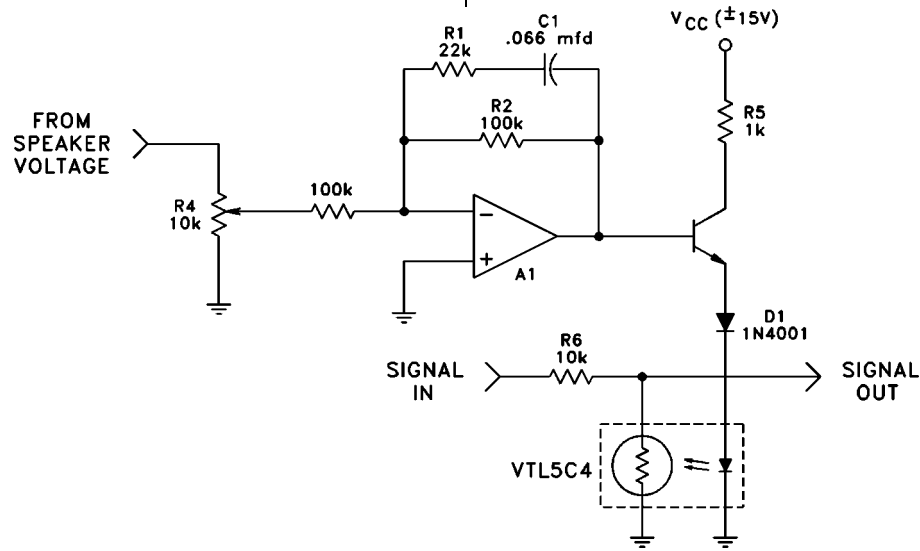 C1
.066 mfd
R1
22k
VCC (±15V)
R2
100k
R5
1k
FROM
SPEAKER
VOLTAGE
R4
10k
100k
−
+
A1
D1
1N4001
R6
10k
SIGNAL
IN
SIGNAL
OUT
VTL5C4